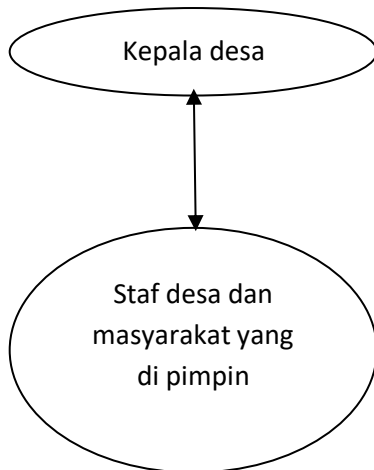 Kepala desa
Staf desa dan
masyarakat yang
di pimpin